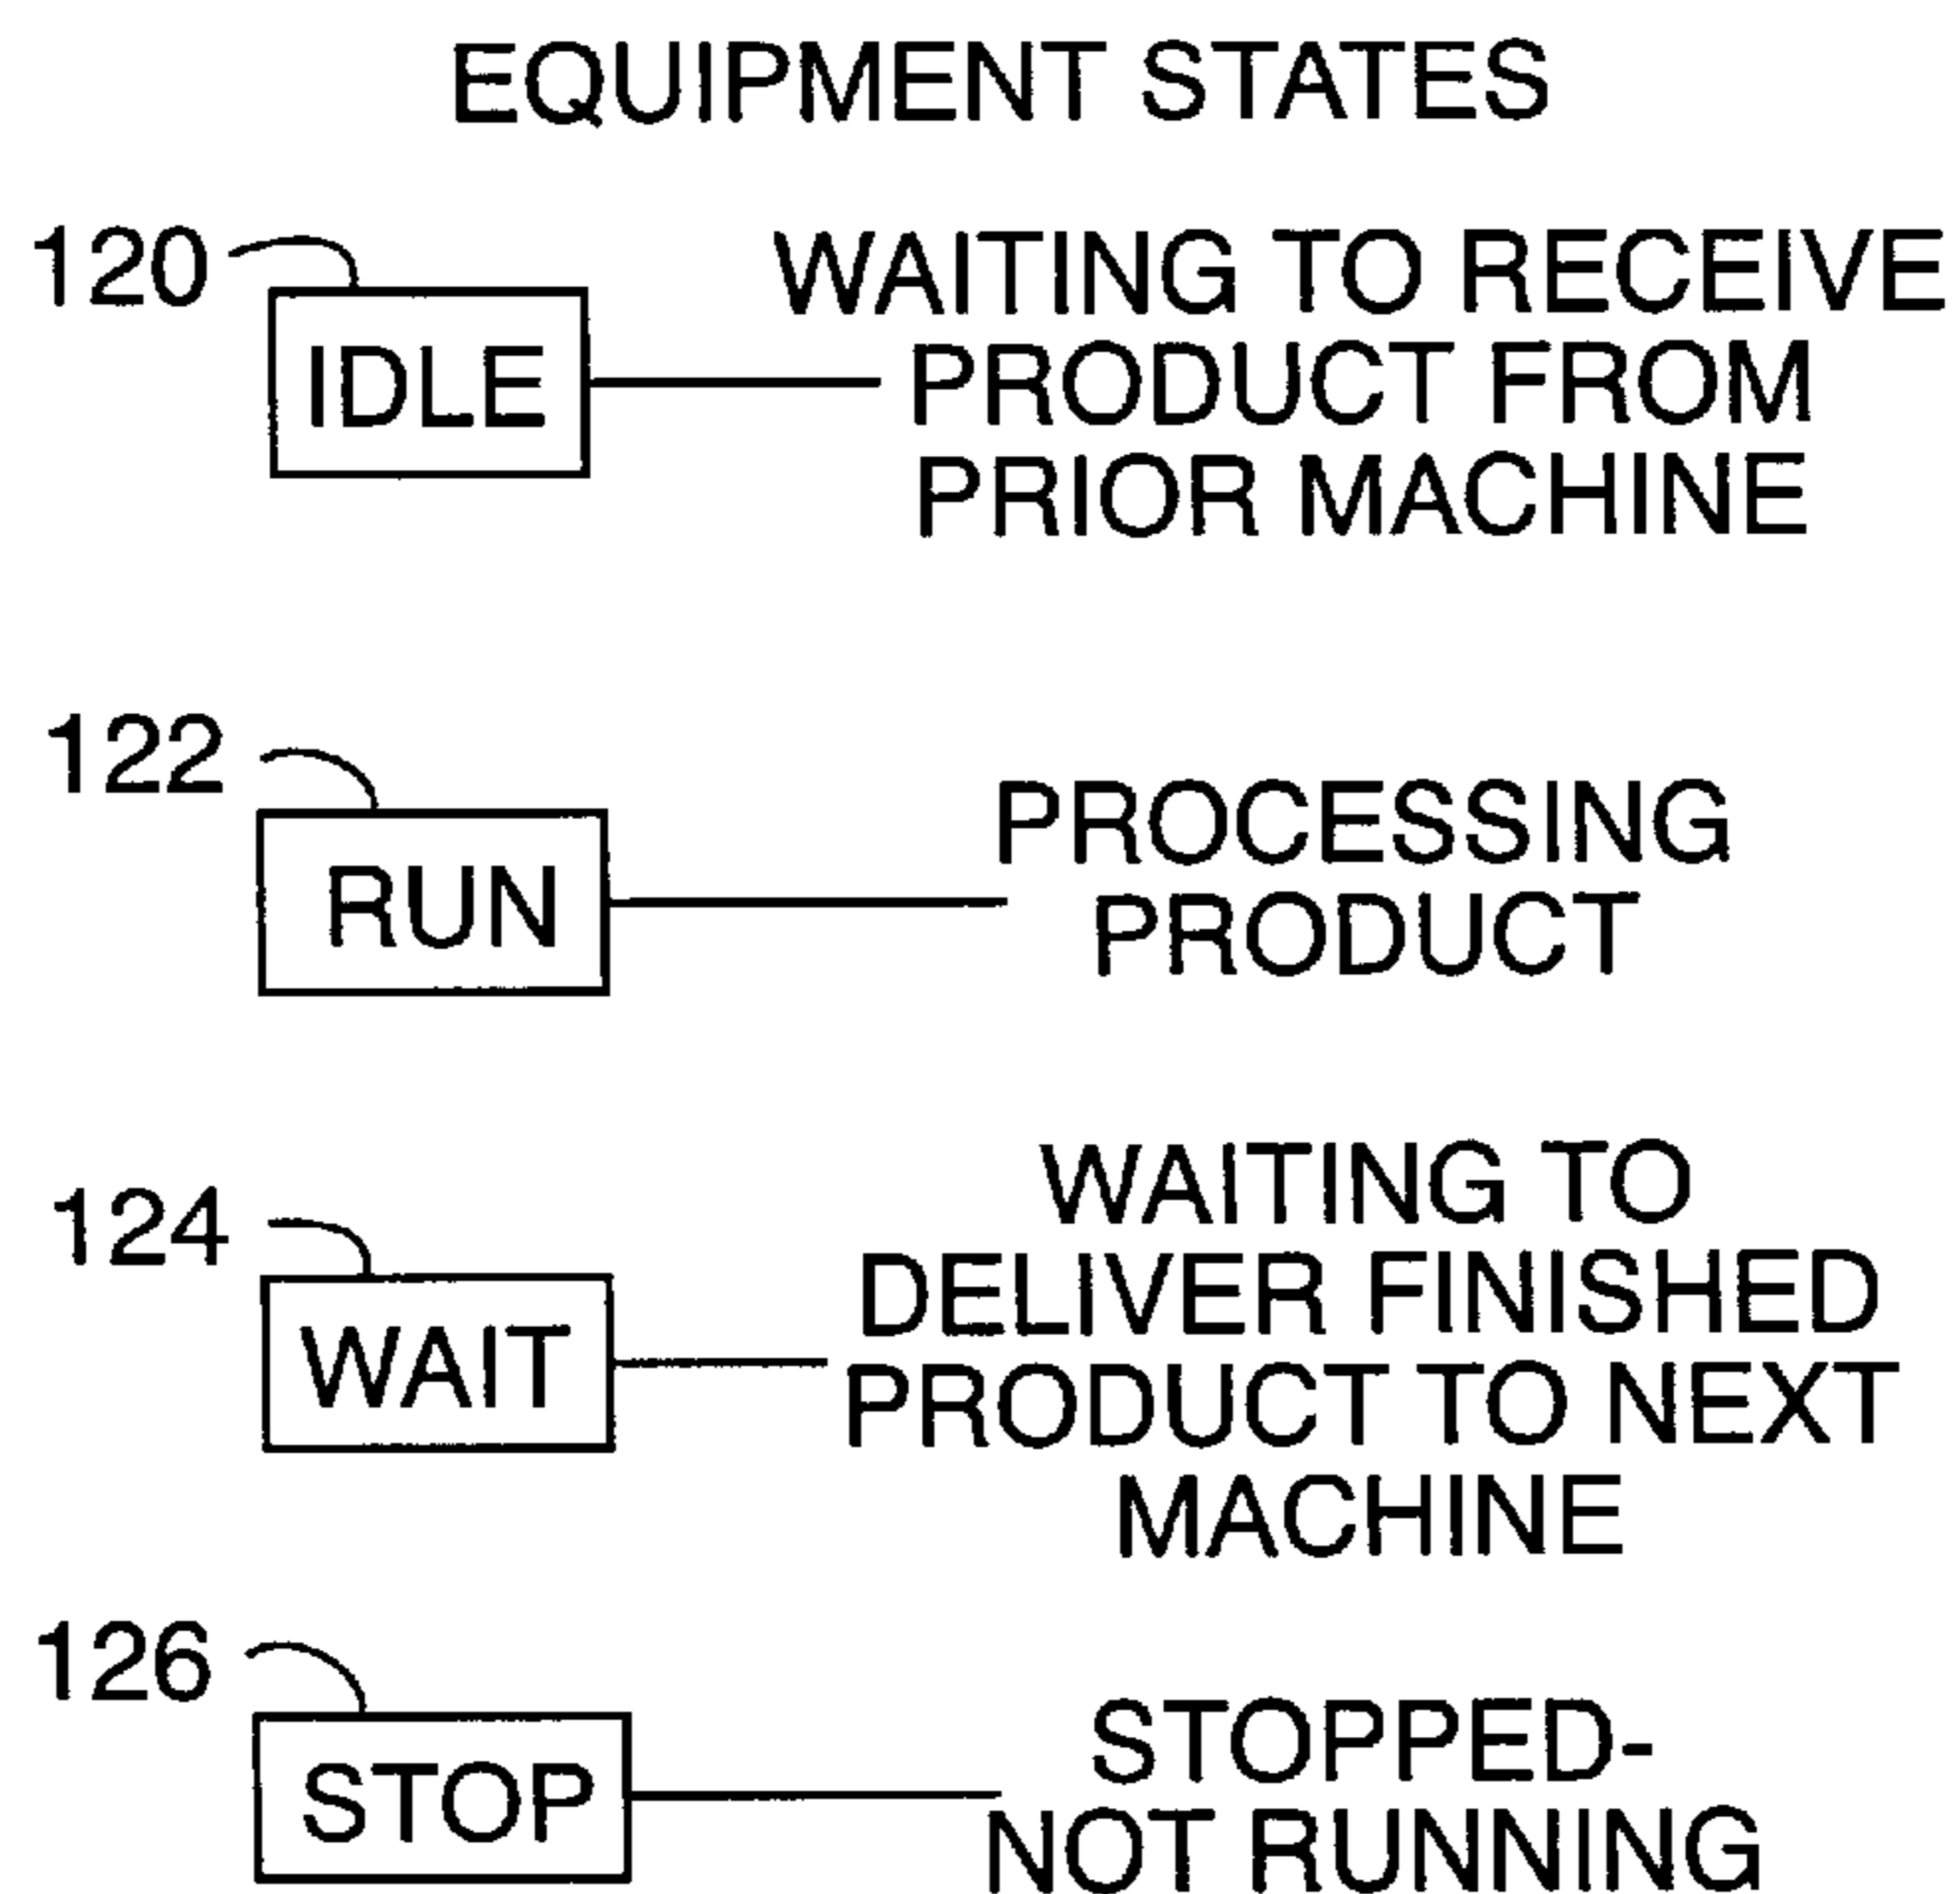 EQUIPMENT STATES
120
IDLE
WAITING TO RECEIVE
PRODUCT FROM
PRIOR MACHINE
122
RUN
PROCESSING
PRODUCT
124
WAIT
WAITING TO
DELIVER FINISHED
PRODUCT TO NEXT
MACHINE
126
STOP
STOPPED-
NOT RUNNING